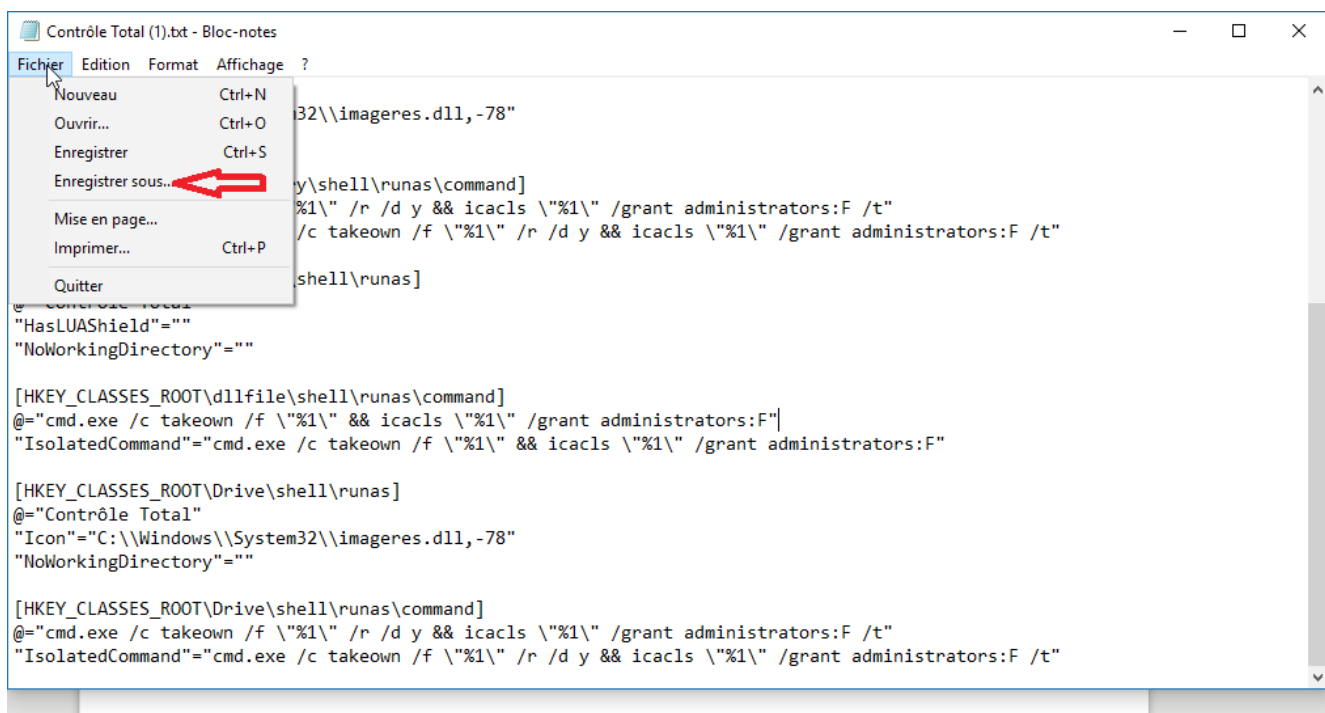 Contrôle Total (1).txt - Bloc-notes
Fichier Edition Format Affichage ?
Nouveau Ctrl+N
Ouvrir... Ctrl+O
Enregistrer Ctrl+S
Enregistrer sous...
Mise en page...
Imprimer... Ctrl+P
Quitter
32\\imageres.dll,-78"
y\shell\runas\command]
%1\" /r /d y && icacls \"%1\" /grant administrators:F /t"
/c takeown /f \"%1\" /r /d y && icacls \"%1\" /grant administrators:F /t"
shell\runas]
@="Contrôle Total"
"HasLUAShield"=""
"NoWorkingDirectory"=""
[HKEY_CLASSES_ROOT\dllfile\shell\runas\command]
@="cmd.exe /c takeown /f \"%1\" && icacls \"%1\" /grant administrators:F"
"IsolatedCommand"="cmd.exe /c takeown /f \"%1\" && icacls \"%1\" /grant administrators:F"
[HKEY_CLASSES_ROOT\Drive\shell\runas]
@="Contrôle Total"
"Icon"="C:\\Windows\\System32\\imageres.dll,-78"
"NoWorkingDirectory"=""
[HKEY_CLASSES_ROOT\Drive\shell\runas\command]
@="cmd.exe /c takeown /f \"%1\" /r /d y && icacls \"%1\" /grant administrators:F /t"
"IsolatedCommand"="cmd.exe /c takeown /f \"%1\" /r /d y && icacls \"%1\" /grant administrators:F /t"